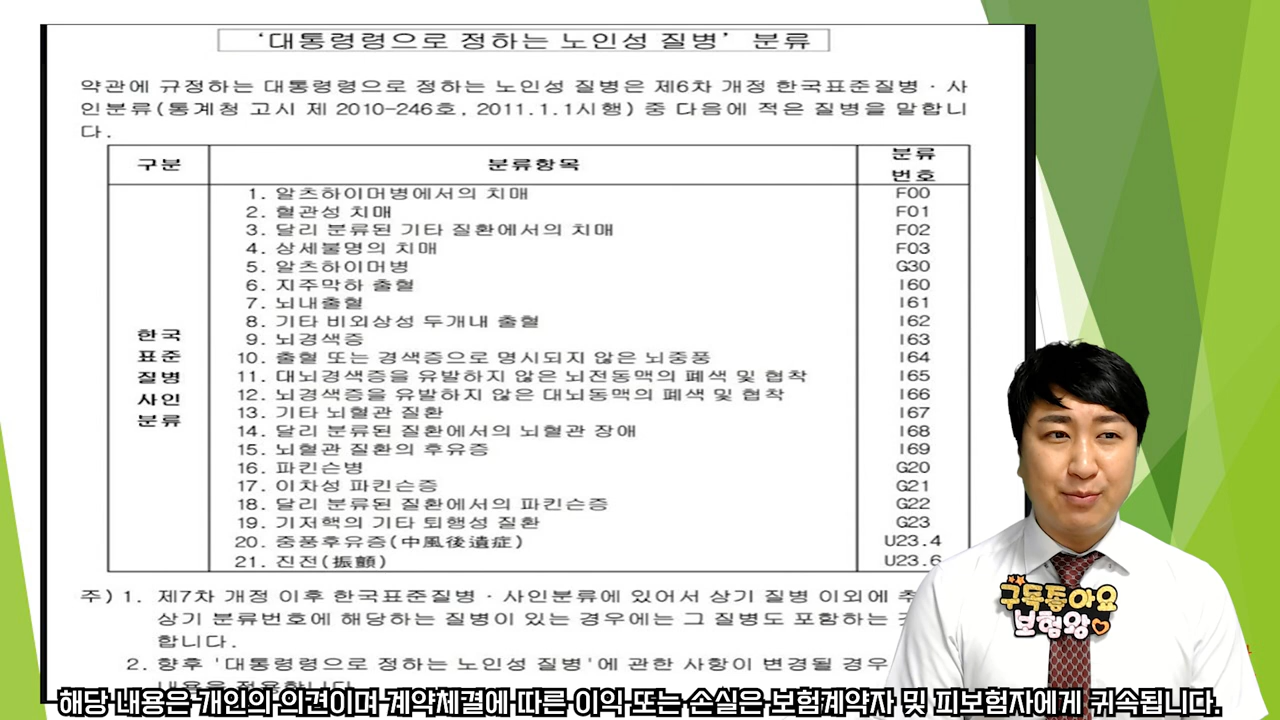 ‘대통령령으로 정하는 노인성 질병’ 분류
약관에 규정하는 대통령령으로 정하는 노인성 질병은 제6차 개정 한국표준질병 · 사
인분류(통계청 고시 제 2010-246호, 2011.1.1시행) 중 다음에 적은 질병을 말합니
다.
구분 분류항목 분류번호
한국표준질병사인분류
1. 알츠하이머병에서의 치매 F00
2. 혈관성 치매 F01
3. 달리 분류된 기타 질환에서의 치매 F02
4. 상세불명의 치매 F03
5. 알츠하이머병 G30
6. 지주막하 출혈 I60
7. 뇌내출혈 I61
8. 기타 비외상성 두개내 출혈 I62
9. 뇌경색증 I63
10. 출혈 또는 경색증으로 명시되지 않은 뇌중풍 I64
11. 대뇌경색증을 유발하지 않은 뇌전동맥의 폐색 및 협착 I65
12. 뇌경색증을 유발하지 않은 대뇌동맥의 폐색 및 협착 I66
13. 기타 뇌혈관 질환 I67
14. 달리 분류된 질환에서의 뇌혈관 장애 I68
15. 뇌혈관 질환의 후유증 I69
16. 파킨슨병 G20
17. 이차성 파킨슨증 G21
18. 달리 분류된 질환에서의 파킨슨증 G22
19. 기저핵의 기타 퇴행성 질환 G23
20. 중풍후유증(中風後遺症) U23.4
21. 진전(振顫) U23.6
주) 1. 제7차 개정 이후 한국표준질병 · 사인분류에 있어서 상기 질병 이외에
상기 분류번호에 해당하는 질병이 있는 경우에는 그 질병도 포함하는
합니다.
2. 향후 '대통령령으로 정하는 노인성 질병'에 관한 사항이 변경될 경우
구독좋아요
보험왕
해당 내용은 개인의 의견이며 계약체결에 따른 이익 또는 손실은 보험계약자 및 피보험자에게 귀속됩니다.